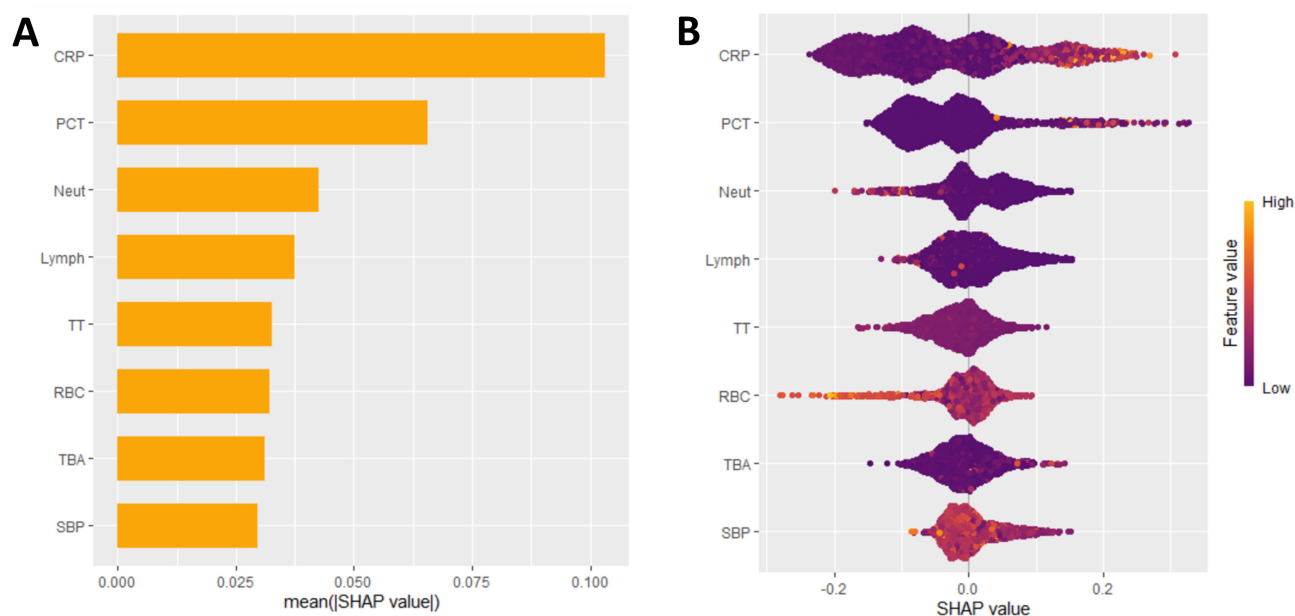 A
CRP
PCT
Neut
Lymph
TT
RBC
TBA
SBP
0.000 0.025 0.050 0.075 0.100
mean(|SHAP value|)
B
CRP
PCT
Neut
Lymph
TT
RBC
TBA
SBP
-0.2 0.0 0.2
SHAP value
High
Feature value
Low